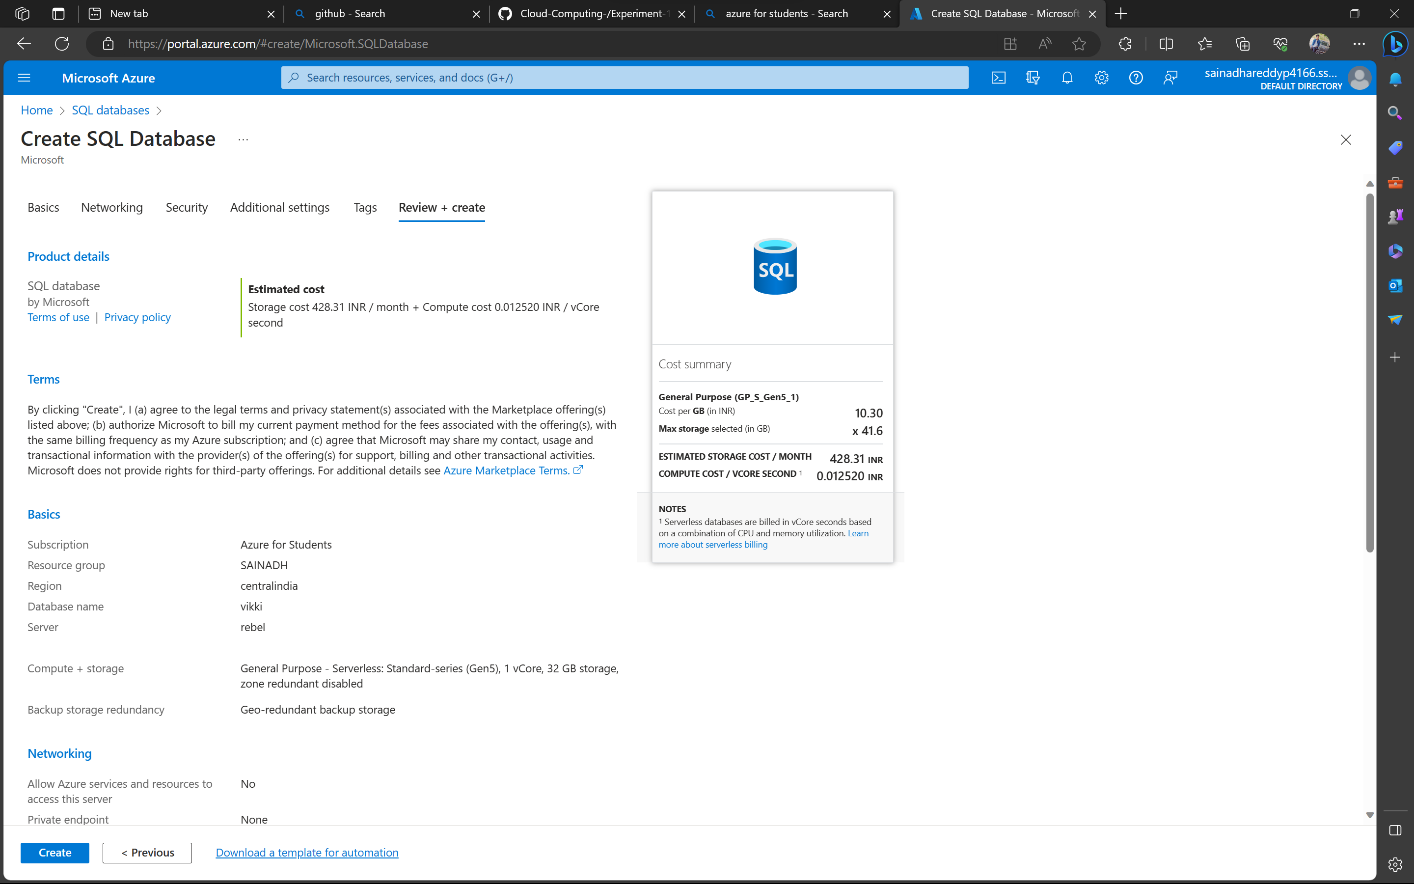 New tab
github - Search
Cloud-Computing-/Experiment-
azure for students - Search
Create SQL Database - Microsoft
https://portal.azure.com/#create/Microsoft.SQLDatabase
Microsoft Azure
Search resources, services, and docs (G+/)
sainadhareddyp4166.ss...
DEFAULT DIRECTORY
Home > SQL databases >
Create SQL Database ...
Microsoft
Basics Networking Security Additional settings Tags Review + create
Product details
SQL database
by Microsoft
Terms of use | Privacy policy
Estimated cost
Storage cost 428.31 INR / month + Compute cost 0.012520 INR / vCore
second
Terms
By clicking "Create", I (a) agree to the legal terms and privacy statement(s) associated with the Marketplace offering(s)
listed above; (b) authorize Microsoft to bill my current payment method for the fees associated with the offering(s), with
the same billing frequency as my Azure subscription; and (c) agree that Microsoft may share my contact, usage and
transactional information with the provider(s) of the offering(s) for support, billing and other transactional activities.
Microsoft does not provide rights for third-party offerings. For additional details see Azure Marketplace Terms.
Basics
Subscription Azure for Students
Resource group SAINADH
Region centralindia
Database name vikki
Server rebel
Compute + storage General Purpose - Serverless: Standard-series (Gen5), 1 vCore, 32 GB storage,
zone redundant disabled
Backup storage redundancy Geo-redundant backup storage
Networking
Allow Azure services and resources to No
access this server
Private endpoint None
SQL
Cost summary
General Purpose (GP_S_Gen5_1)
Cost per GB (in INR) 10.30
Max storage selected (in GB) x 41.6
ESTIMATED STORAGE COST / MONTH 428.31 INR
COMPUTE COST / VCORE SECOND ¹ 0.012520 INR
NOTES
¹ Serverless databases are billed in vCore seconds based
on a combination of CPU and memory utilization. Learn
more about serverless billing
Create < Previous Download a template for automation